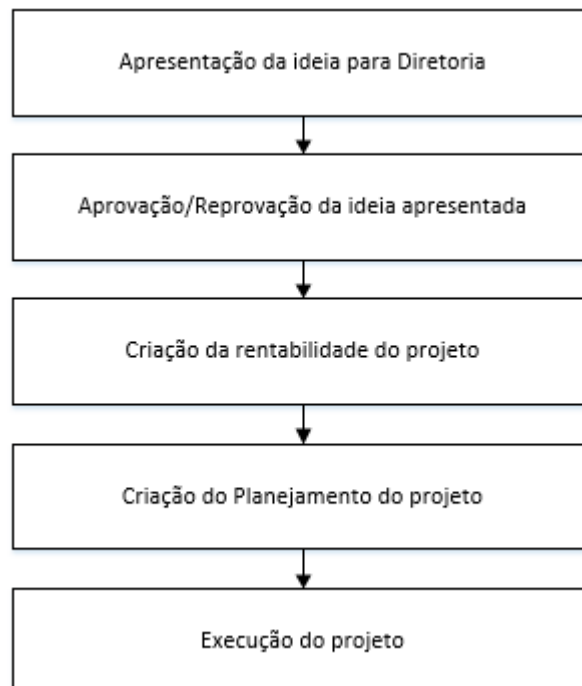 Apresentação da ideia para Diretoria
Aprovação/Reprovação da ideia apresentada
Criação da rentabilidade do projeto
Criação do Planejamento do projeto
Execução do projeto